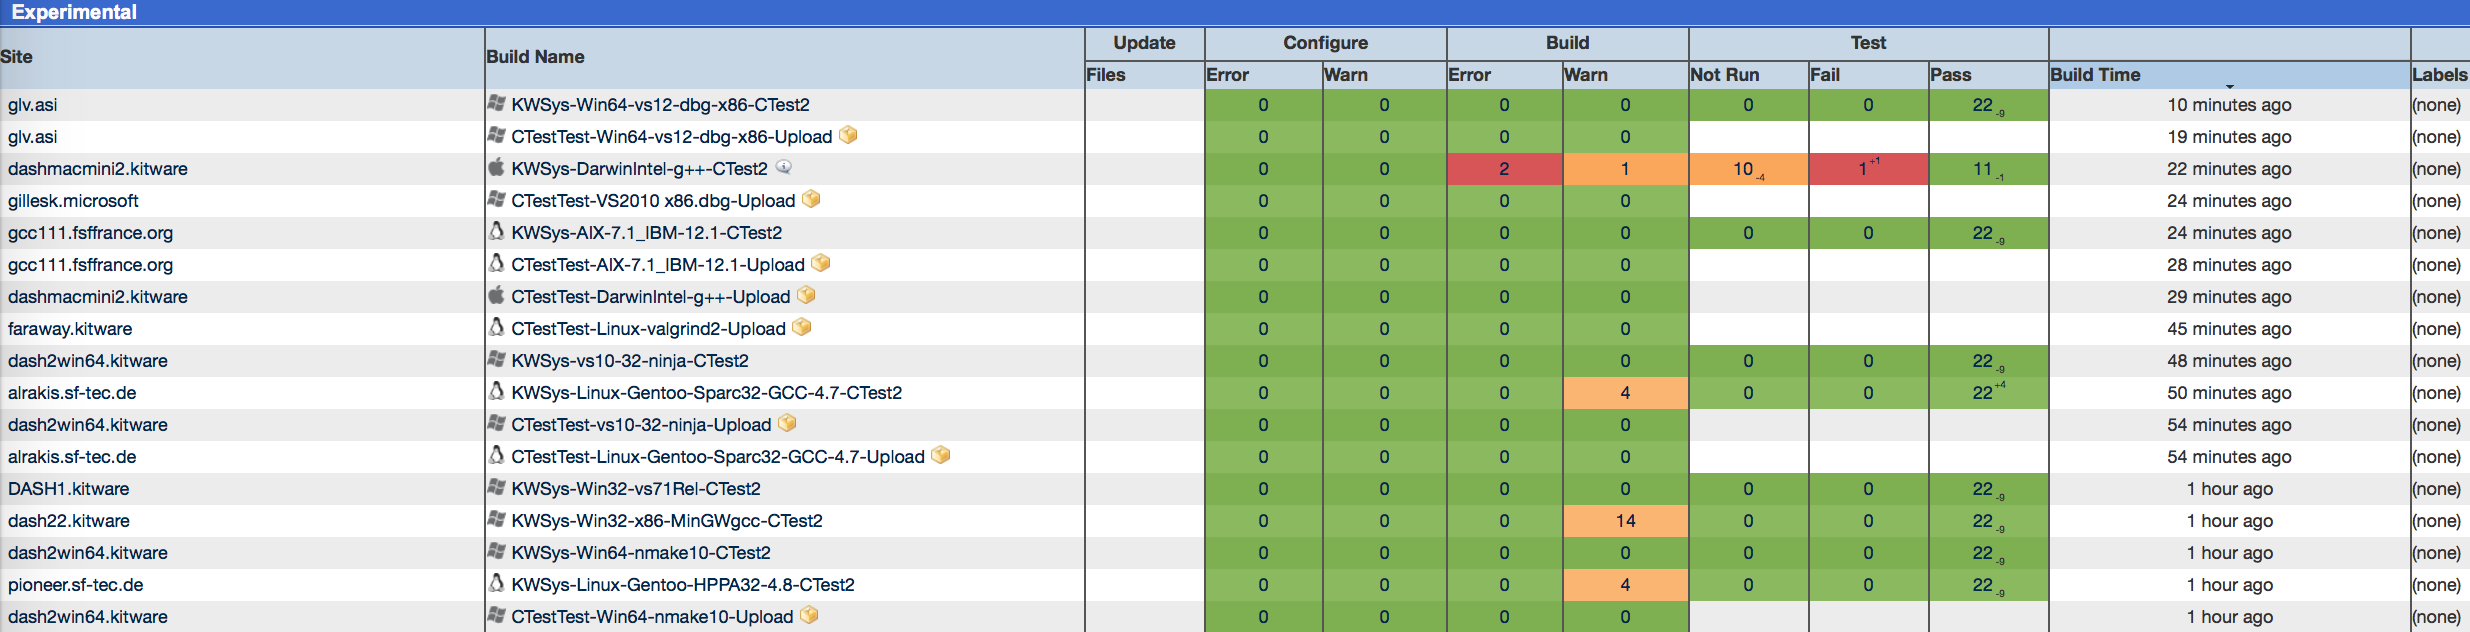 Experimental
Site Build Name Update Configure Build Test Build Time Labels
Files Error Warn Error Warn Not Run Fail Pass
glv.asi KWSys-Win64-vs12-dbg-x86-CTest2 0 0 0 0 0 0 22 -9 10 minutes ago (none)
glv.asi CTestTest-Win64-vs12-dbg-x86-Upload 0 0 0 0 19 minutes ago (none)
dashmacmini2.kitware KWSys-DarwinIntel-g++-CTest2 0 0 2 1 10 -4 1 +1 11 -1 22 minutes ago (none)
gillesk.microsoft CTestTest-VS2010 x86.dbg-Upload 0 0 0 0 24 minutes ago (none)
gcc111.fsffrance.org KWSys-AIX-7.1_IBM-12.1-CTest2 0 0 0 0 0 0 22 -9 24 minutes ago (none)
gcc111.fsffrance.org CTestTest-AIX-7.1_IBM-12.1-Upload 0 0 0 0 28 minutes ago (none)
dashmacmini2.kitware CTestTest-DarwinIntel-g++-Upload 0 0 0 0 29 minutes ago (none)
faraway.kitware CTestTest-Linux-valgrind2-Upload 0 0 0 0 45 minutes ago (none)
dash2win64.kitware KWSys-vs10-32-ninja-CTest2 0 0 0 0 0 0 22 -9 48 minutes ago (none)
alrakis.sf-tec.de KWSys-Linux-Gentoo-Sparc32-GCC-4.7-CTest2 0 0 0 4 0 0 22 +4 50 minutes ago (none)
dash2win64.kitware CTestTest-vs10-32-ninja-Upload 0 0 0 0 54 minutes ago (none)
alrakis.sf-tec.de CTestTest-Linux-Gentoo-Sparc32-GCC-4.7-Upload 0 0 0 0 54 minutes ago (none)
DASH1.kitware KWSys-Win32-vs71Rel-CTest2 0 0 0 0 0 0 22 -9 1 hour ago (none)
dash22.kitware KWSys-Win32-x86-MinGWgcc-CTest2 0 0 0 14 0 0 22 -9 1 hour ago (none)
dash2win64.kitware KWSys-Win64-nmake10-CTest2 0 0 0 0 0 0 22 -9 1 hour ago (none)
pioneer.sf-tec.de KWSys-Linux-Gentoo-HPPA32-4.8-CTest2 0 0 0 4 0 0 22 -9 1 hour ago (none)
dash2win64.kitware CTestTest-Win64-nmake10-Upload 0 0 0 0 1 hour ago (none)